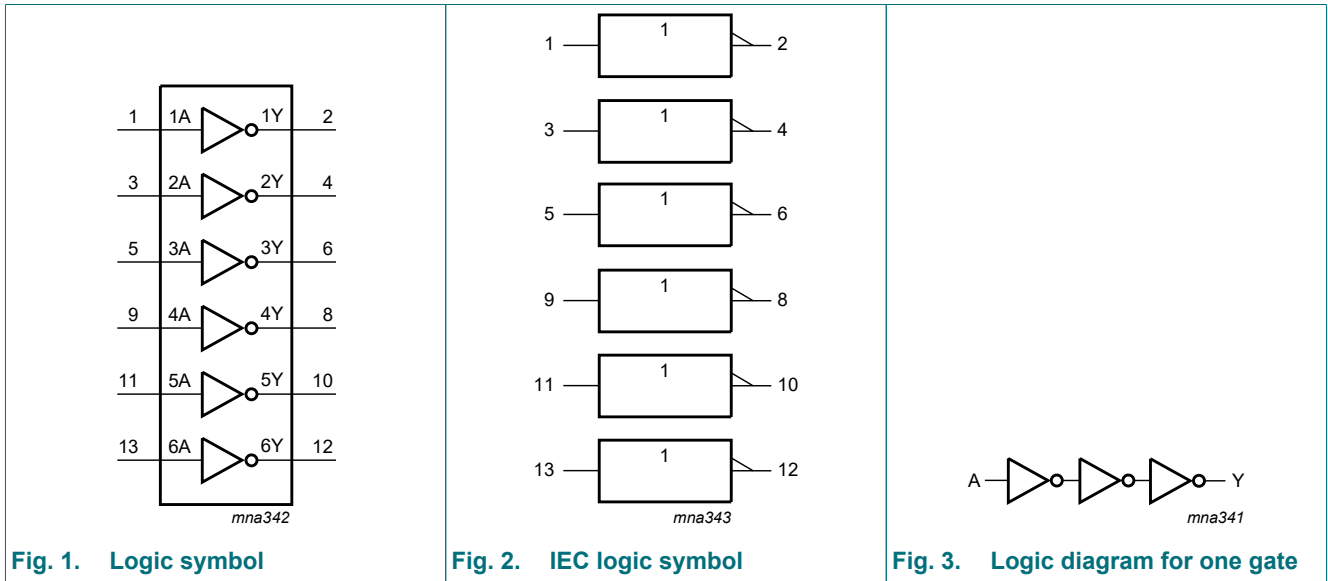 1 1A 1Y 2
3 2A 2Y 4
5 3A 3Y 6
9 4A 4Y 8
11 5A 5Y 10
13 6A 6Y 12
mna342
Fig. 1. Logic symbol
1 1 2
3 1 4
5 1 6
9 1 8
11 1 10
13 1 12
mna343
Fig. 2. IEC logic symbol
A Y
mna341
Fig. 3. Logic diagram for one gate